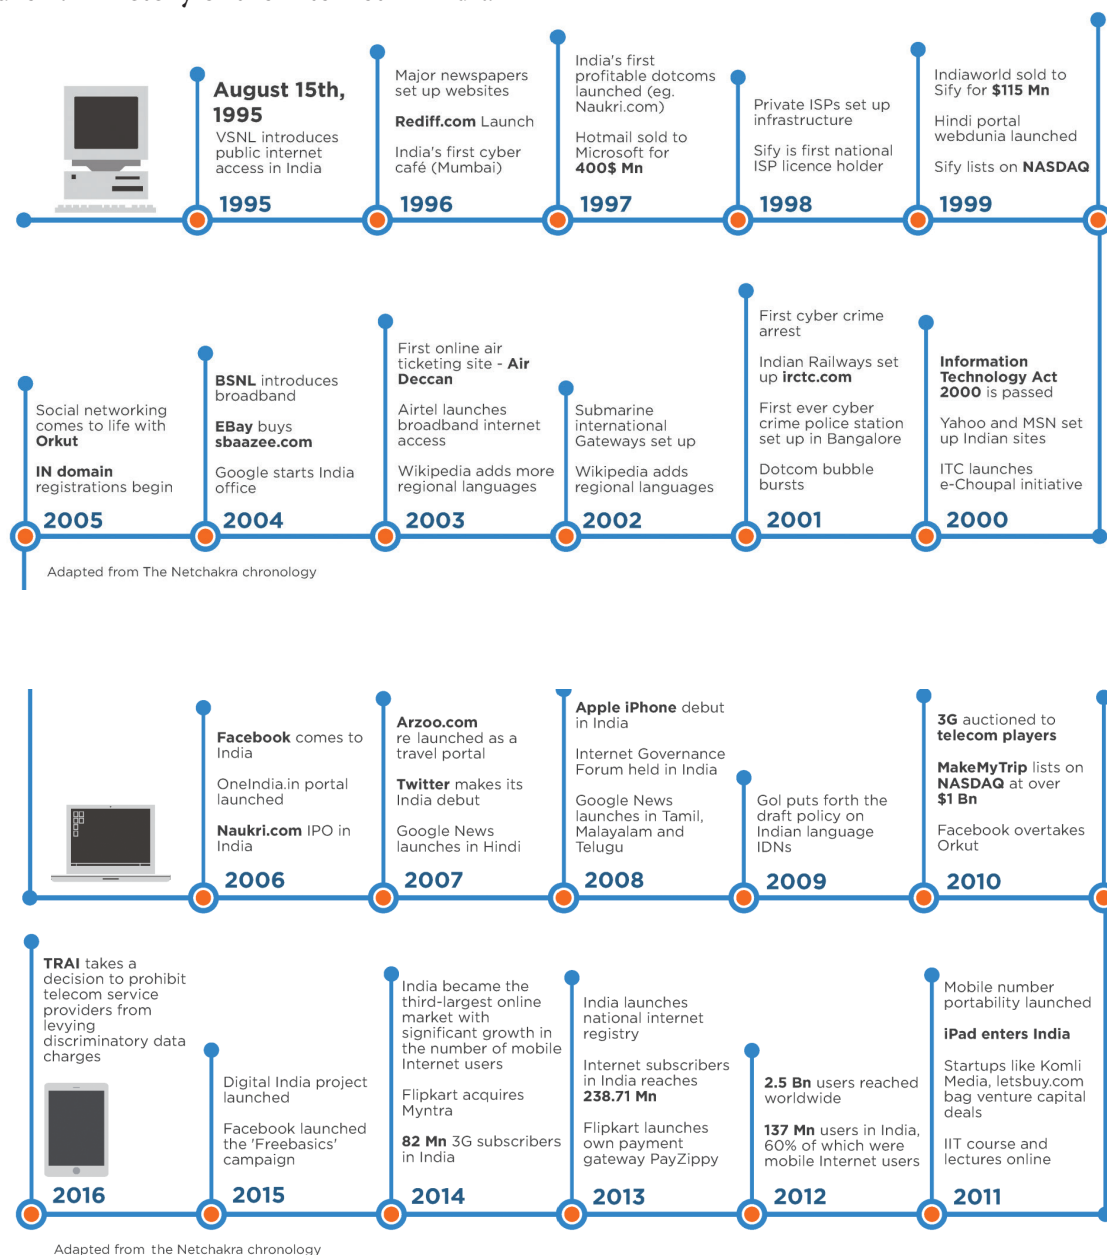 August 15th,
1995
VSNL introduces
public internet
access in India
1995
Major newspapers
set up websites
Rediff.com Launch
India's first cyber
café (Mumbai)
1996
India's first
profitable dotcoms
launched (eg.
Naukri.com)
Hotmail sold to
Microsoft for
400$ Mn
1997
Private ISPs set up
infrastructure
Sify is first national
ISP licence holder
1998
Indiaworld sold to
Sify for $115 Mn
Hindi portal
webdunia launched
Sify lists on NASDAQ
1999
Social networking
comes to life with
Orkut
IN domain
registrations begin
2005
BSNL introduces
broadband
EBay buys
sbaazee.com
Google starts India
office
2004
First online air
ticketing site - Air
Deccan
Airtel launches
broadband internet
access
Wikipedia adds more
regional languages
2003
Submarine
international
Gateways set up
Wikipedia adds
regional languages
2002
First cyber crime
arrest
Indian Railways set
up irctc.com
First ever cyber
crime police station
set up in Bangalore
Dotcom bubble
bursts
2001
Information
Technology Act
2000 is passed
Yahoo and MSN set
up Indian sites
ITC launches
e-Choupal initiative
2000
Adapted from The Netchakra chronology
Facebook comes to
India
OneIndia.in portal
launched
Naukri.com IPO in
India
2006
Arzoo.com
re launched as a
travel portal
Twitter makes its
India debut
Google News
launches in Hindi
2007
Apple iPhone debut
in India
Internet Governance
Forum held in India
Google News
launches in Tamil,
Malayalam and
Telugu
2008
GoI puts forth the
draft policy on
Indian language
IDNs
2009
3G auctioned to
telecom players
MakeMyTrip lists on
NASDAQ at over
$1 Bn
Facebook overtakes
Orkut
2010
TRAI takes a
decision to prohibit
telecom service
providers from
levying
discriminatory data
charges
2016
Digital India project
launched
Facebook launched
the 'Freebasics'
campaign
2015
India became the
third-largest online
market with
significant growth in
the number of mobile
Internet users
Flipkart acquires
Myntra
82 Mn 3G subscribers
in India
2014
India launches
national internet
registry
Internet subscribers
in India reaches
238.71 Mn
Flipkart launches
own payment
gateway PayZippy
2013
2.5 Bn users reached
worldwide
137 Mn users in India,
60% of which were
mobile Internet users
2012
Mobile number
portability launched
iPad enters India
Startups like Komli
Media, letsbuy.com
bag venture capital
deals
IIT course and
lectures online
2011
Adapted from the Netchakra chronology